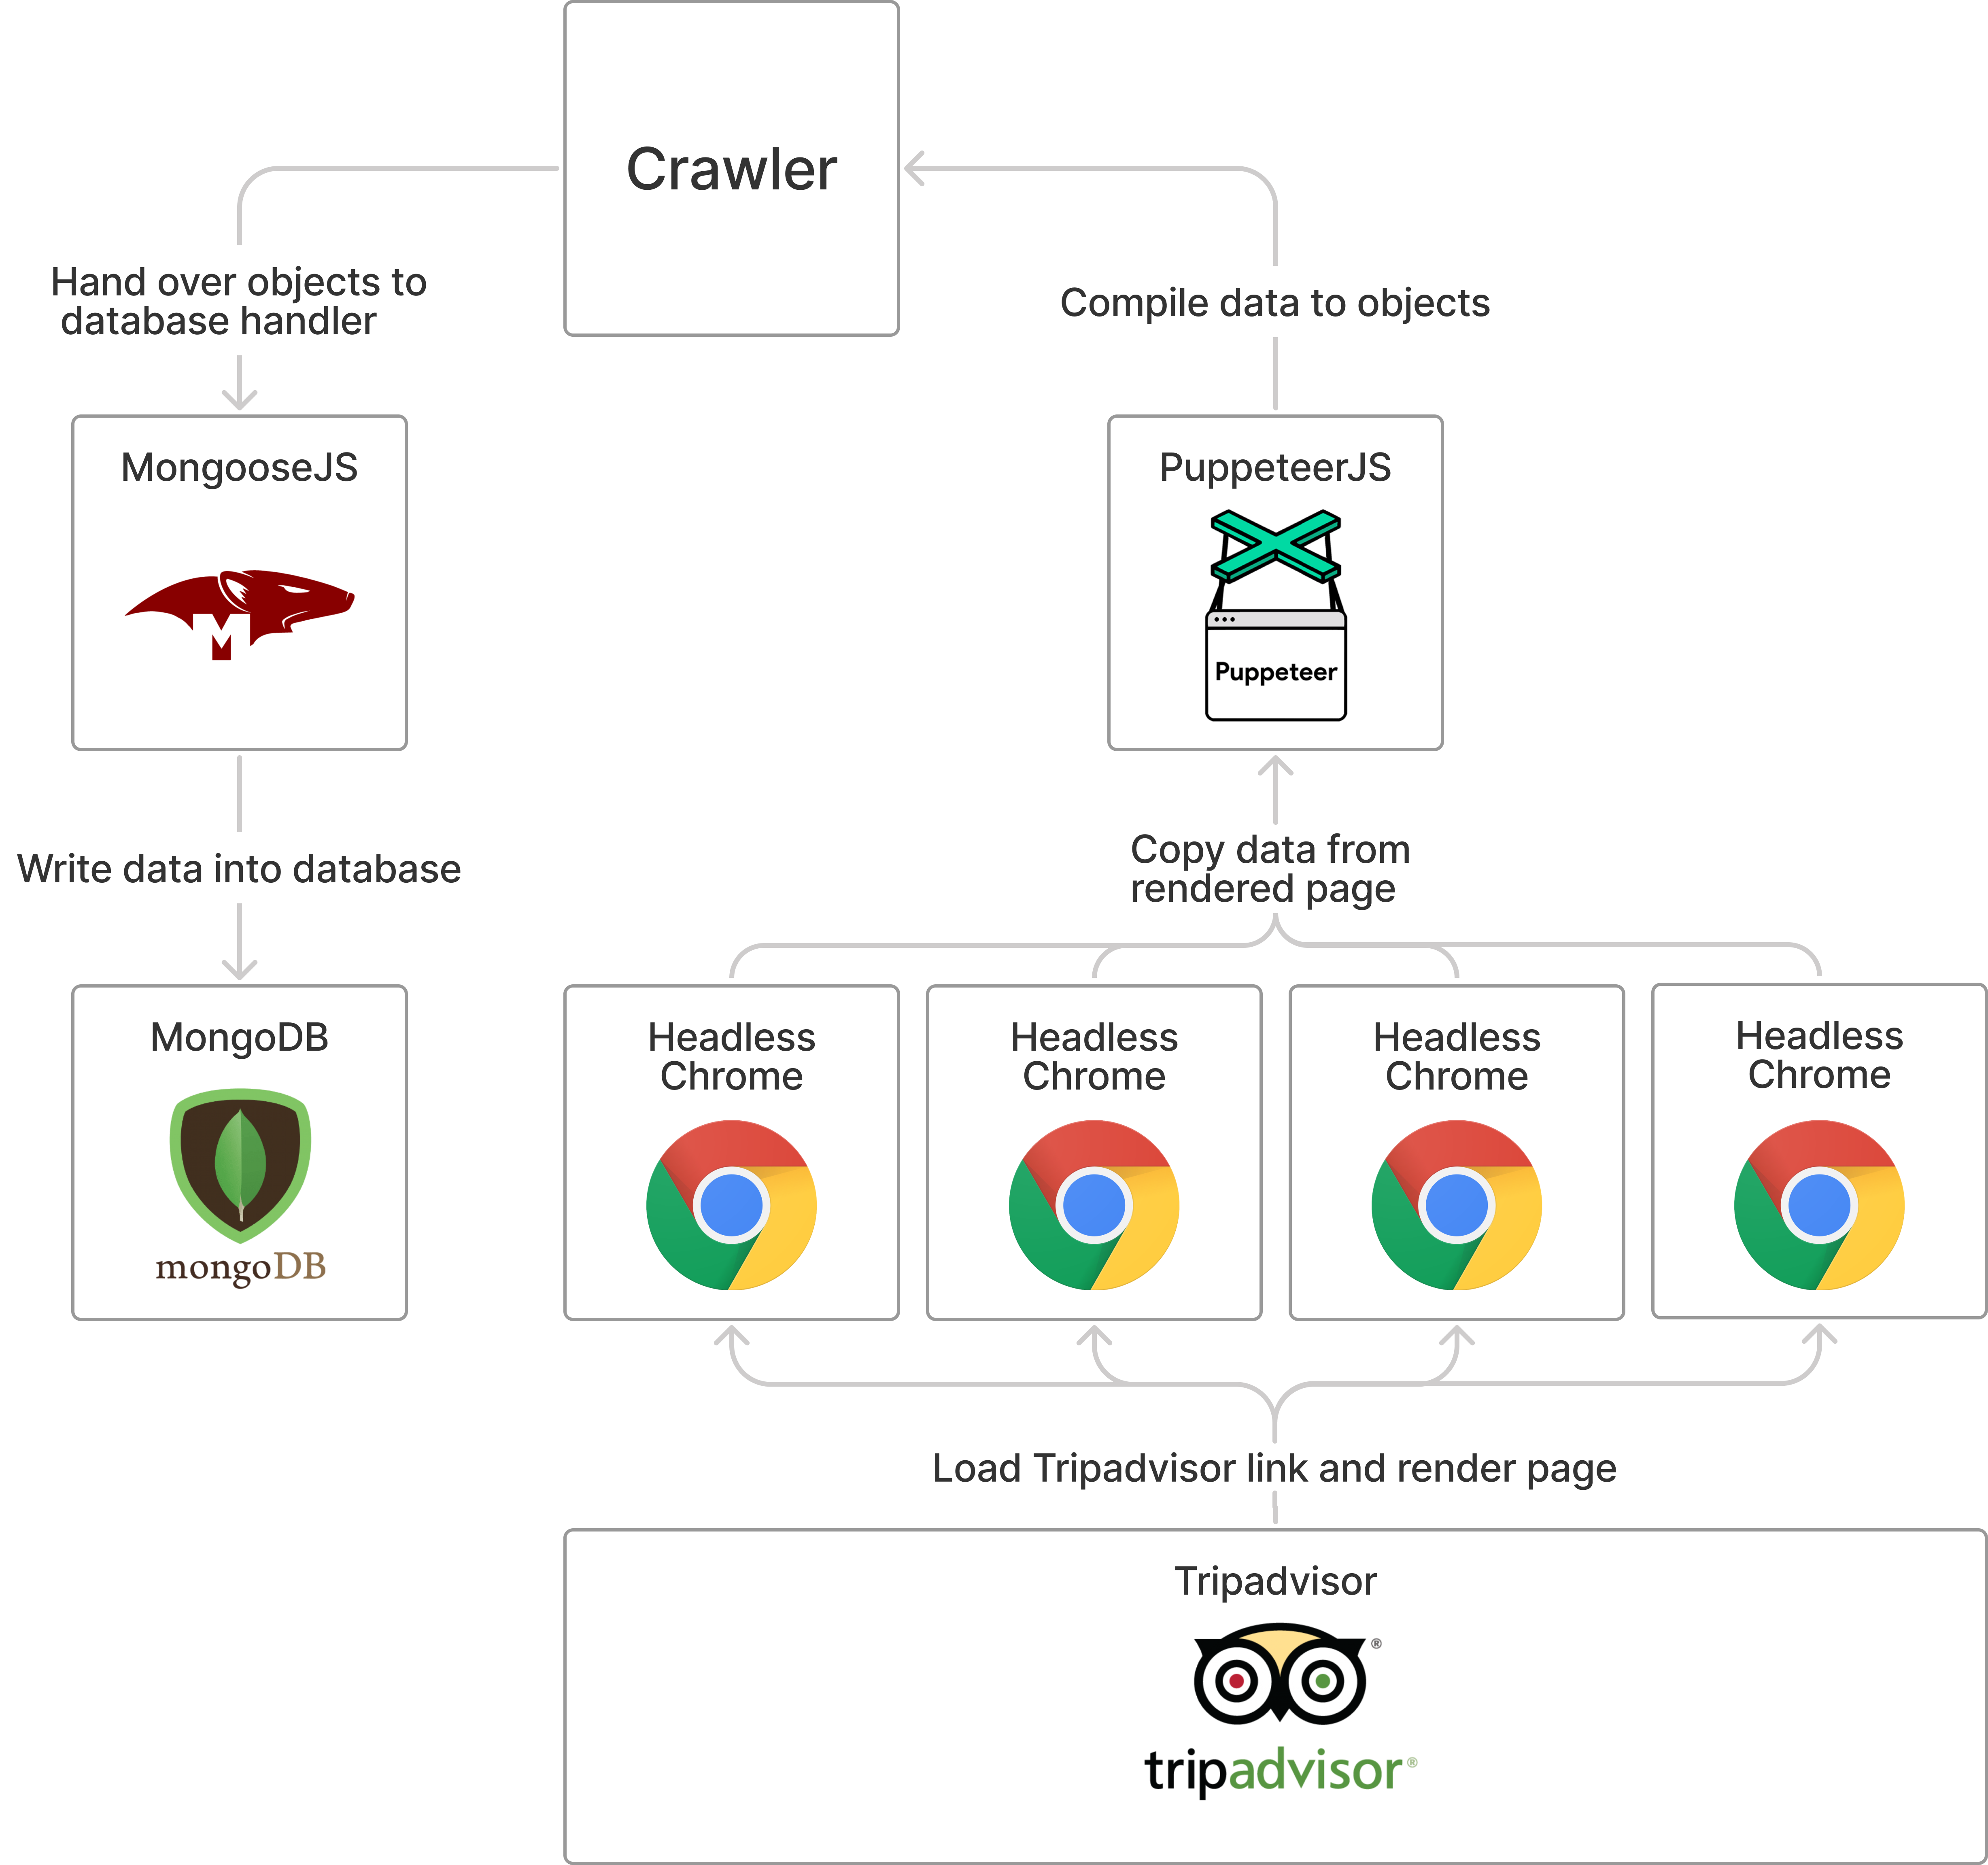 Crawler
Hand over objects to
database handler
Compile data to objects
MongooseJS
M
PuppeteerJS
Puppeteer
Write data into database
Copy data from
rendered page
MongoDB
mongoDB
Headless
Chrome
Headless
Chrome
Headless
Chrome
Headless
Chrome
Load Tripadvisor link and render page
Tripadvisor
®
tripadvisor®